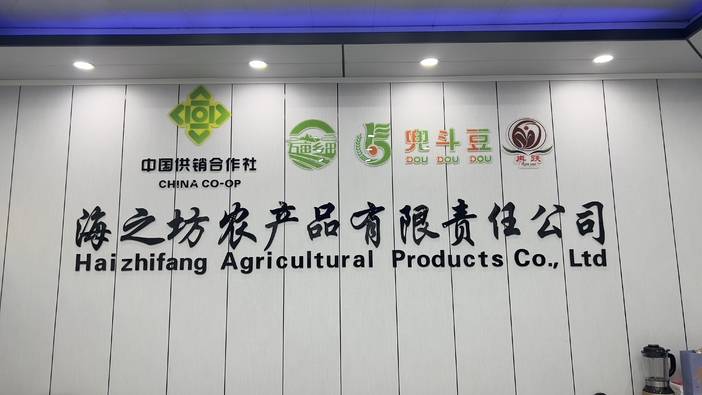 中国供销合作社
CHINA CO-OP
兜斗豆
DOU DOU DOU
海之坊农产品有限责任公司
Haizhifang Agricultural Products Co., Ltd